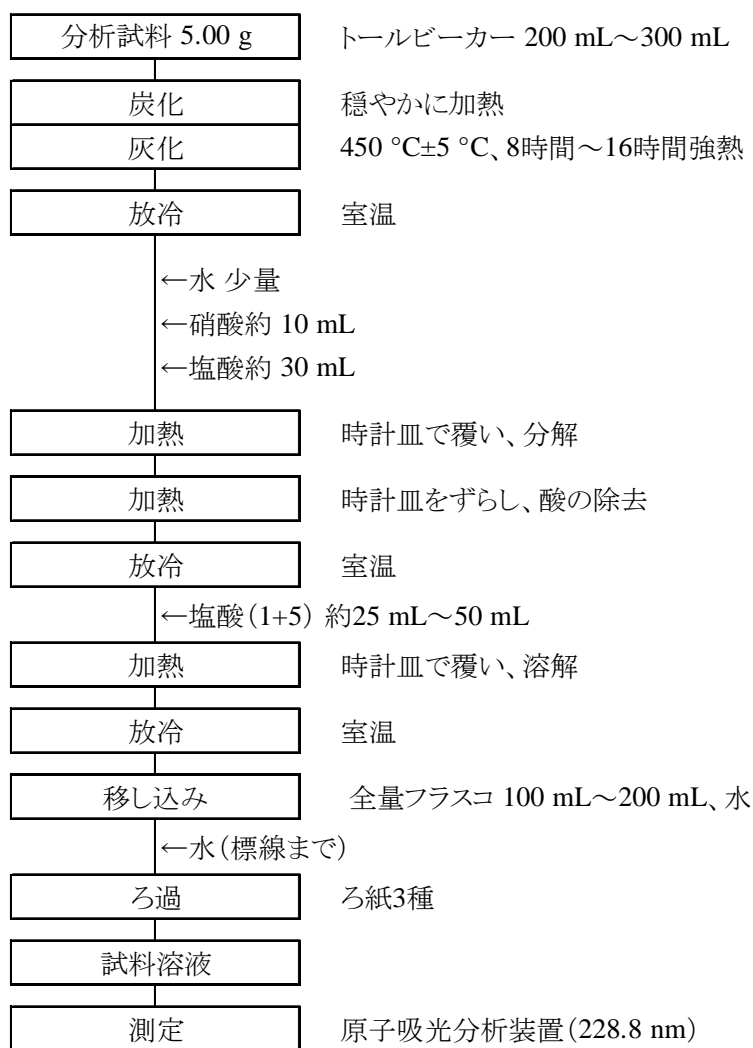 分析試料 5.00 g トールビーカー 200 mL～300 mL
炭化 穏やかに加熱
灰化 450 °C±5 °C、8時間～16時間強熱
放冷 室温
←水 少量
←硝酸約 10 mL
←塩酸約 30 mL
加熱 時計皿で覆い、分解
加熱 時計皿をずらし、酸の除去
放冷 室温
←塩酸（1+5） 約25 mL～50 mL
加熱 時計皿で覆い、溶解
放冷 室温
移し込み 全量フラスコ 100 mL～200 mL、水
←水（標線まで）
ろ過 ろ紙3種
試料溶液
測定 原子吸光分析装置（228.8 nm）